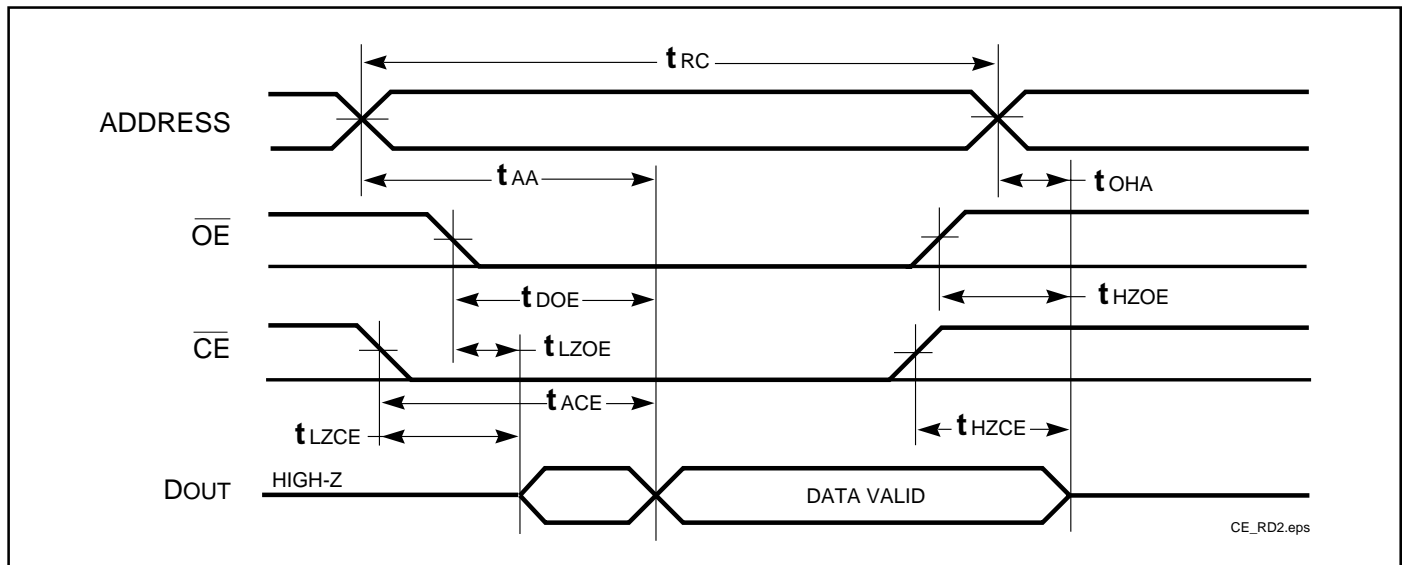 tRC
ADDRESS
tAA
tOHA
OE
tDOE
tHZOE
CE
tLZOE
tACE
tLZCE
tHZCE
DOUT
HIGH-Z
DATA VALID
CE_RD2.eps